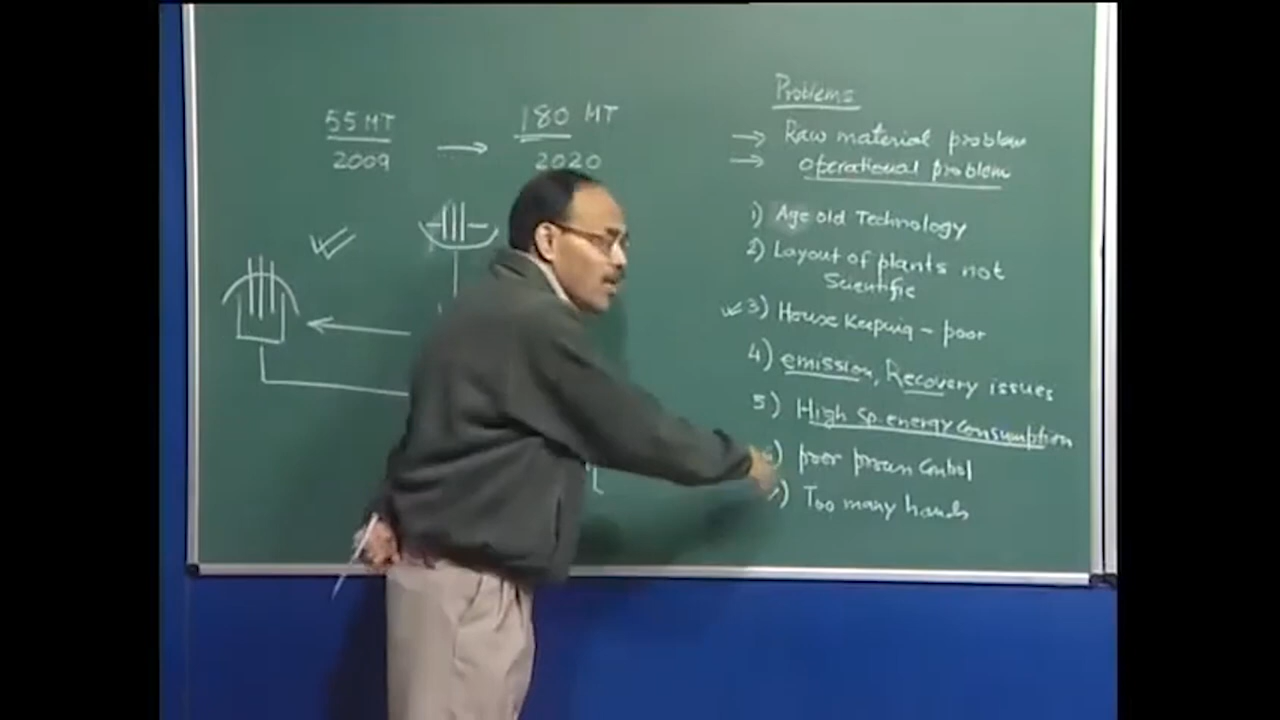 55 MT
2009
180 MT
2020
Problems
Raw material problem
operational problem
1) Age old Technology
2) Layout of plants not
Scientific
3) House Keeping - poor
4) emission, Recovery issues
5) High sp. energy consumption
) poor process control
) Too many hands